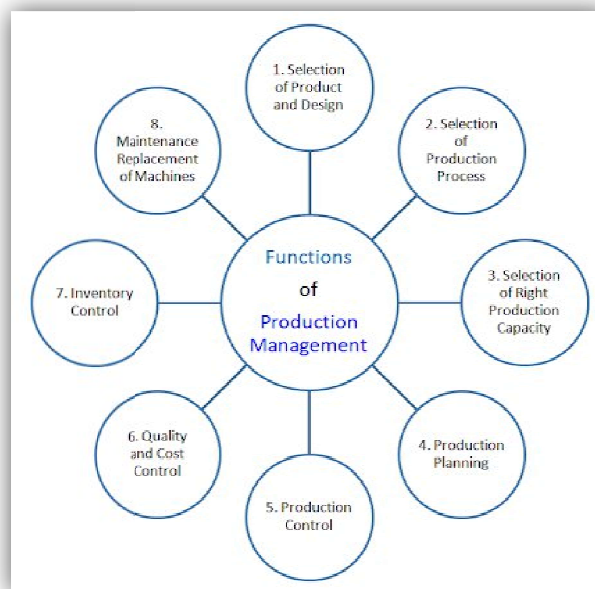 1. Selection
of Product
and Design
2. Selection
of
Production
Process
3. Selection
of Right
Production
Capacity
4. Production
Planning
5. Production
Control
6. Quality
and Cost
Control
7. Inventory
Control
8.
Maintenance
Replacement
of Machines
Functions
of
Production
Management